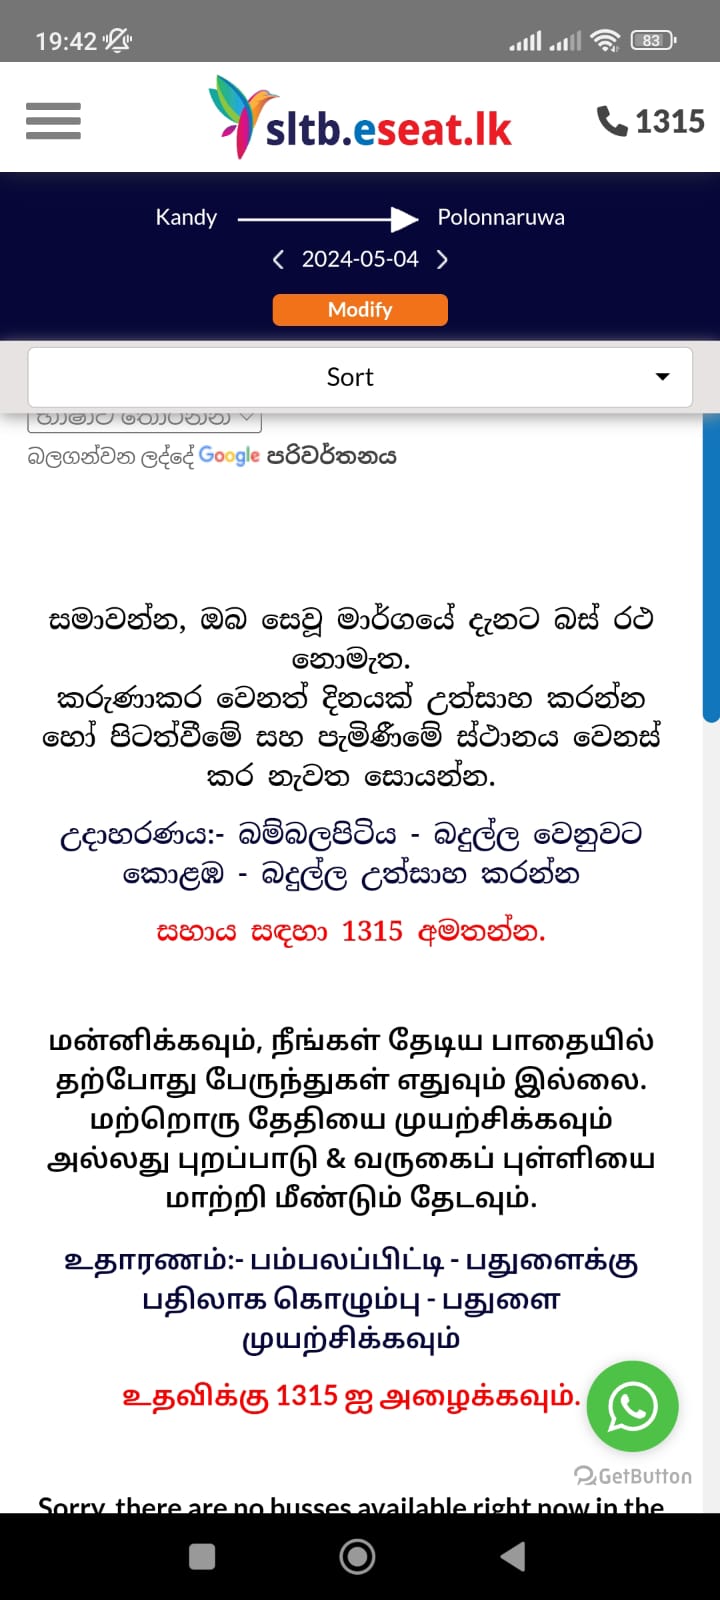 19:42
83
sltb.eseat.lk
1315
Kandy
Polonnaruwa
2024-05-04
Modify
Sort
භාෂාව තෝරන්න
බලගන්වන ලද්දේ Google පරිවර්තනය
සමාවන්න, ඔබ සෙවූ මාර්ගයේ දැනට බස් රථ
නොමැත.
කරුණාකර වෙනත් දිනයක් උත්සාහ කරන්න
හෝ පිටත්වීමේ සහ පැමිණීමේ ස්ථානය වෙනස්
කර නැවත සොයන්න.
උදාහරණය:- බම්බලපිටිය - බදුල්ල වෙනුවට
කොළඹ - බදුල්ල උත්සාහ කරන්න
සහාය සඳහා 1315 අමතන්න.
மன்னிக்கவும், நீங்கள் தேடிய பாதையில்
தற்போது பேருந்துகள் எதுவும் இல்லை.
மற்றொரு தேதியை முயற்சிக்கவும்
அல்லது புறப்பாடு & வருகைப் புள்ளியை
மாற்றி மீண்டும் தேடவும்.
உதாரணம்:- பம்பலப்பிட்டி - பதுளைக்கு
பதிலாக கொழும்பு - பதுளை
முயற்சிக்கவும்
உதவிக்கு 1315 ஐ அழைக்கவும்.
GetButton
Sorry, there are no busses available right now in the